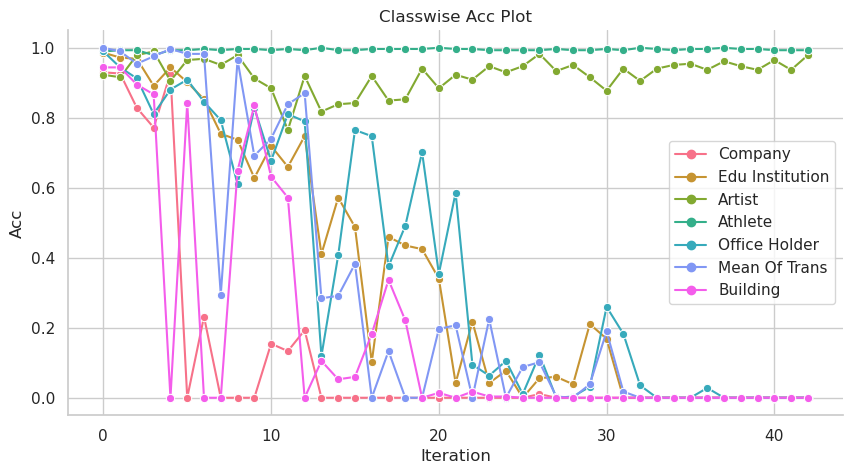 Classwise Acc Plot
1.0
0.8
0.6
0.4
0.2
0.0
Acc
0
10
20
30
40
Iteration
Company
Edu Institution
Artist
Athlete
Office Holder
Mean Of Trans
Building